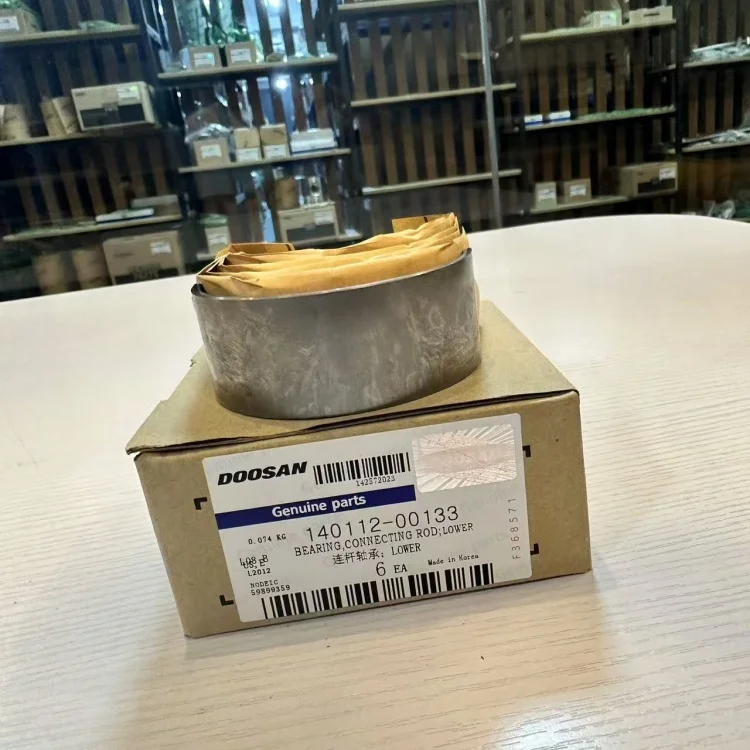 DOOSAN
142572023
Genuine parts
0.074 KG
140112-00133
BEARING,CONNECTING ROD;LOWER
连杆轴承; LOWER
L2012
6 EA
Made in Korea
NODEIC
59899359
F368571